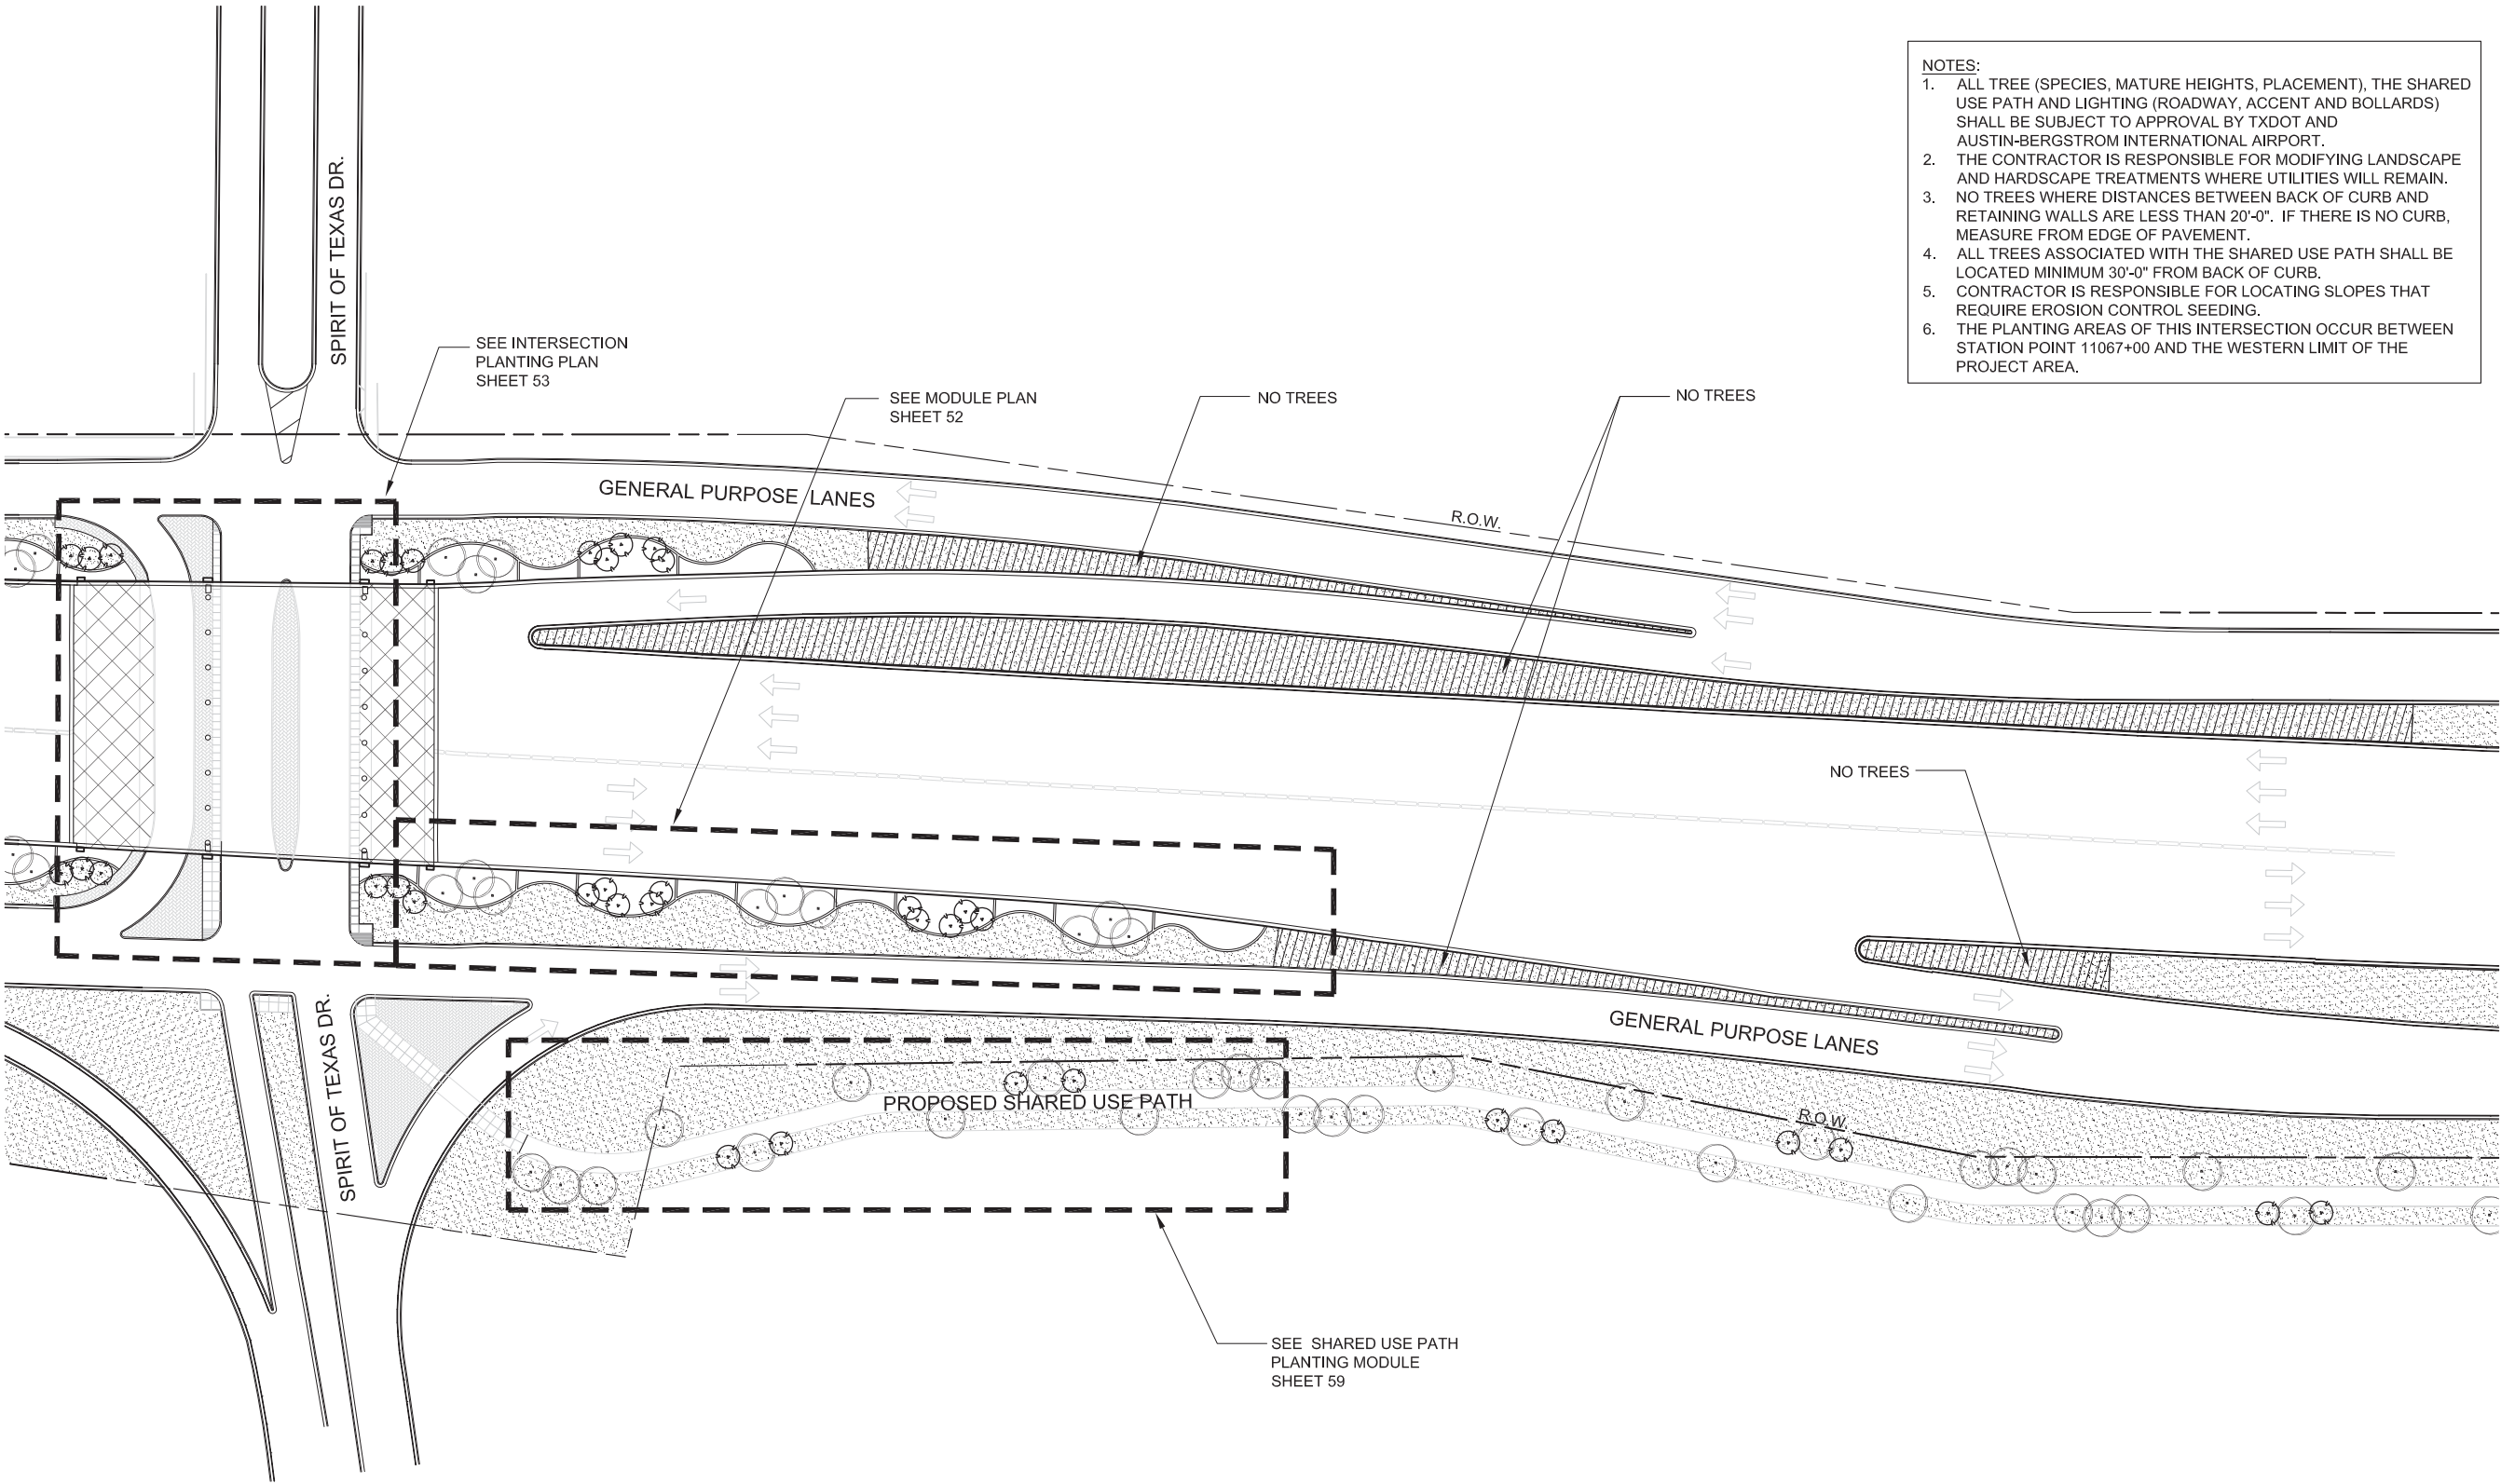 NOTES:
1. ALL TREE (SPECIES, MATURE HEIGHTS, PLACEMENT), THE SHARED
USE PATH AND LIGHTING (ROADWAY, ACCENT AND BOLLARDS)
SHALL BE SUBJECT TO APPROVAL BY TXDOT AND
AUSTIN-BERGSTROM INTERNATIONAL AIRPORT.
2. THE CONTRACTOR IS RESPONSIBLE FOR MODIFYING LANDSCAPE
AND HARDSCAPE TREATMENTS WHERE UTILITIES WILL REMAIN.
3. NO TREES WHERE DISTANCES BETWEEN BACK OF CURB AND
RETAINING WALLS ARE LESS THAN 20'-0". IF THERE IS NO CURB,
MEASURE FROM EDGE OF PAVEMENT.
4. ALL TREES ASSOCIATED WITH THE SHARED USE PATH SHALL BE
LOCATED MINIMUM 30'-0" FROM BACK OF CURB.
5. CONTRACTOR IS RESPONSIBLE FOR LOCATING SLOPES THAT
REQUIRE EROSION CONTROL SEEDING.
6. THE PLANTING AREAS OF THIS INTERSECTION OCCUR BETWEEN
STATION POINT 11067+00 AND THE WESTERN LIMIT OF THE
PROJECT AREA.
SPIRIT OF TEXAS DR.
SEE INTERSECTION
PLANTING PLAN
SHEET 53
SEE MODULE PLAN
SHEET 52
NO TREES
NO TREES
GENERAL PURPOSE LANES
R.O.W.
NO TREES
SPIRIT OF TEXAS DR.
GENERAL PURPOSE LANES
PROPOSED SHARED USE PATH
R.O.W.
SEE SHARED USE PATH
PLANTING MODULE
SHEET 59